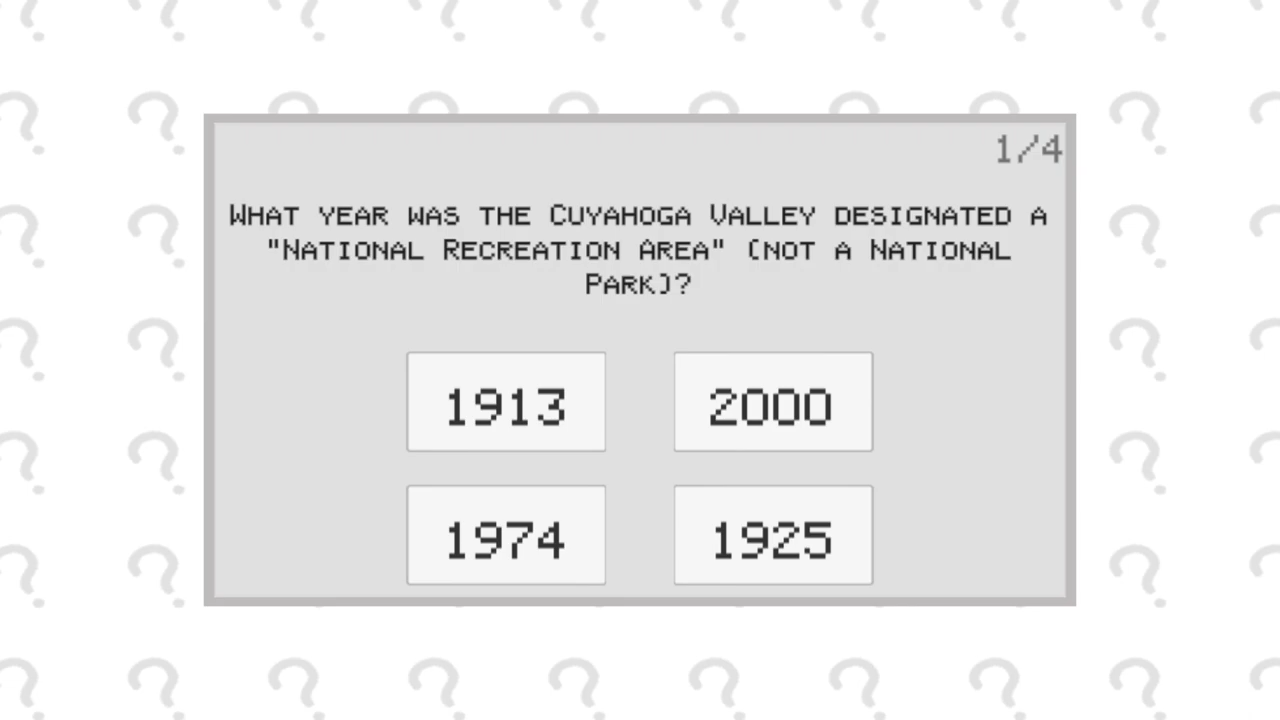 1/4
What year was the Cuyahoga Valley designated a
"National Recreation Area" (not a National
Park)?
1913
2000
1974
1925